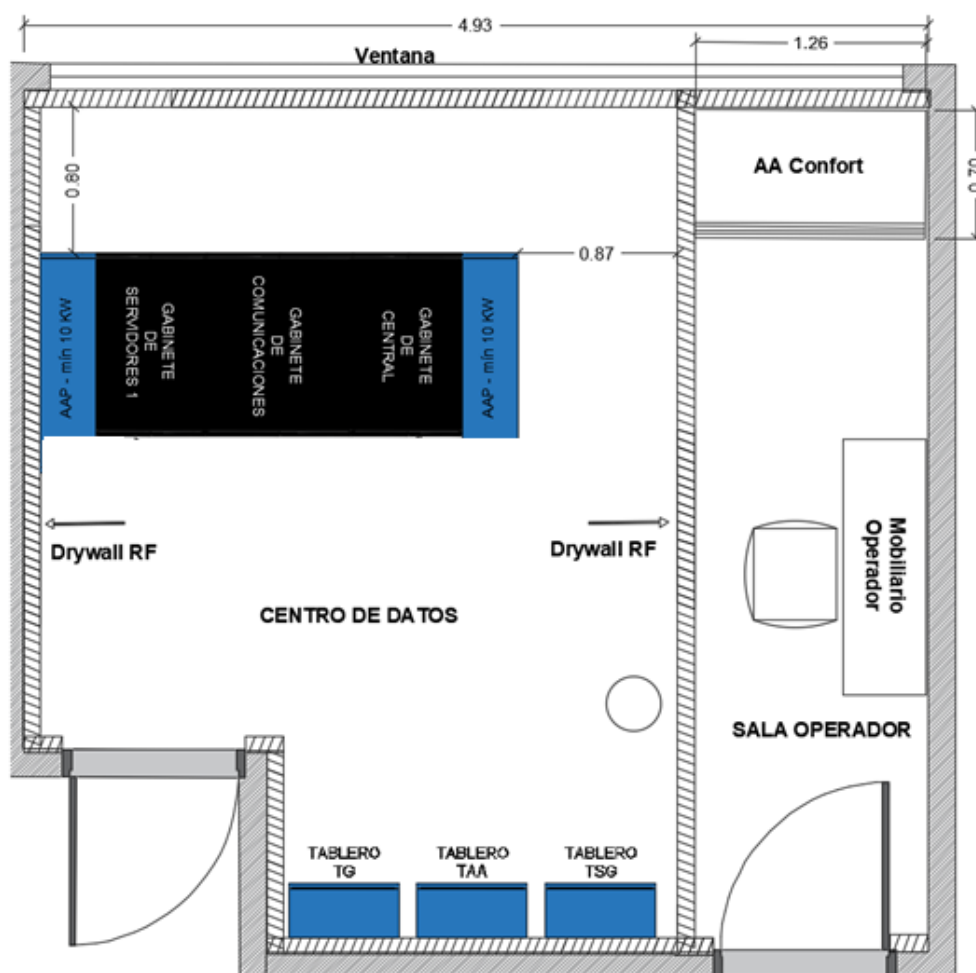 4.93
1.26
Ventana
0.80
AA Confort
0.70
0.87
AAP - mín 10 KW
GABINETE
DE
SERVIDORES 1
GABINETE
DE
COMUNICACIONES
GABINETE
DE
CENTRAL
AAP - mín 10 KW
Drywall RF
Drywall RF
Mobiliario
Operador
CENTRO DE DATOS
SALA OPERADOR
TABLERO
TG
TABLERO
TAA
TABLERO
TSG